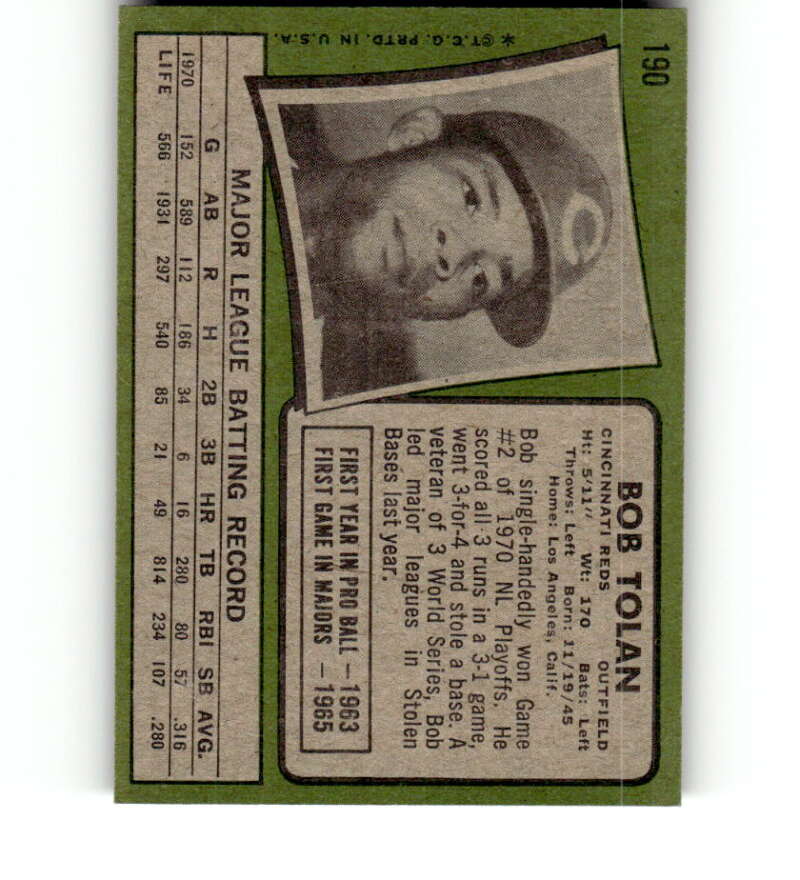 190
* © T.C.G. PRTD. IN U.S.A.
C
BOB TOLAN
CINCINNATI REDS OUTFIELD
Ht: 5'11" Wt: 170 Bats: Left
Throws: Left Born: 11/19/45
Home: Los Angeles, Calif.
Bob single-handedly won Game
#2 of 1970 NL Playoffs. He
scored all 3 runs in a 3-1 game,
went 3-for-4 and stole a base. A
veteran of 3 World Series, Bob
led major leagues in Stolen
Bases last year.
FIRST YEAR IN PRO BALL — 1963
FIRST GAME IN MAJORS — 1965
MAJOR LEAGUE BATTING RECORD
G AB R H 2B 3B HR TB RBI SB AVG.
1970 152 589 112 186 34 6 16 280 80 57 .316
LIFE 566 1931 297 540 85 21 49 814 234 107 .280